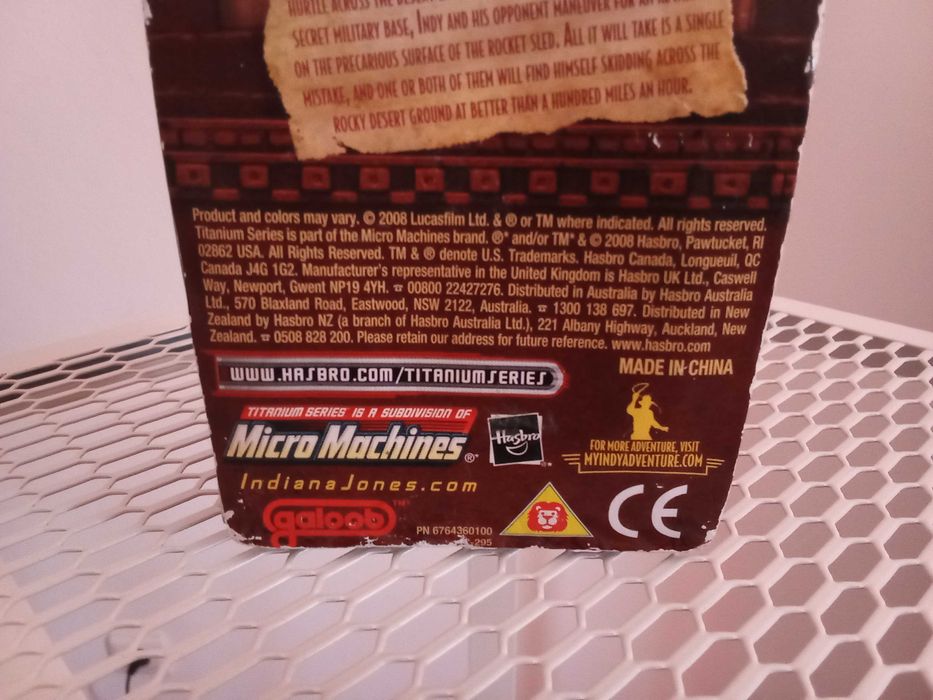 HURTLE ACROSS THE DESERT
SECRET MILITARY BASE, INDY AND HIS OPPONENT MANEUVER FOR AN
ON THE PRECARIOUS SURFACE OF THE ROCKET SLED. ALL IT WILL TAKE IS A SINGLE
MISTAKE, AND ONE OR BOTH OF THEM WILL FIND HIMSELF SKIDDING ACROSS THE
ROCKY DESERT GROUND AT BETTER THAN A HUNDRED MILES AN HOUR.
Product and colors may vary. © 2008 Lucasfilm Ltd. & ® or TM where indicated. All rights reserved.
Titanium Series is part of the Micro Machines brand. ®* and/or TM* & © 2008 Hasbro, Pawtucket, RI
02862 USA. All Rights Reserved. TM & ® denote U.S. Trademarks. Hasbro Canada, Longueuil, QC
Canada J4G 1G2. Manufacturer's representative in the United Kingdom is Hasbro UK Ltd., Caswell
Way, Newport, Gwent NP19 4YH. ☎ 00800 22427276. Distributed in Australia by Hasbro Australia
Ltd., 570 Blaxland Road, Eastwood, NSW 2122, Australia. ☎ 1300 138 697. Distributed in New
Zealand by Hasbro NZ (a branch of Hasbro Australia Ltd.), 221 Albany Highway, Auckland, New
Zealand. ☎ 0508 828 200. Please retain our address for future reference. www.hasbro.com
WWW.HASBRO.COM/TITANIUMSERIES
MADE IN CHINA
TITANIUM SERIES IS A SUBDIVISION OF
Micro Machines®*
Hasbro
FOR MORE ADVENTURE, VISIT
MYINDYADVENTURE.COM
IndianaJones.com
galoob™*
PN 6764360100
-295
CE